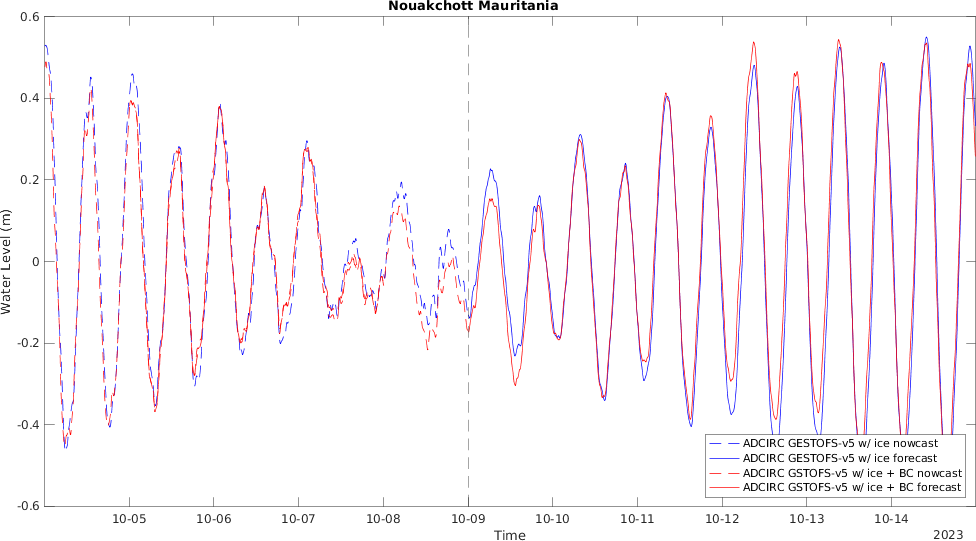 Nouakchott Mauritania
0.6
0.4
0.2
0
-0.2
-0.4
-0.6
Water Level (m)
ADCIRC GESTOFS-v5 w/ ice nowcast
ADCIRC GESTOFS-v5 w/ ice forecast
ADCIRC GSTOFS-v5 w/ ice + BC nowcast
ADCIRC GSTOFS-v5 w/ ice + BC forecast
10-05 10-06 10-07 10-08 10-09 10-10 10-11 10-12 10-13 10-14
Time
2023